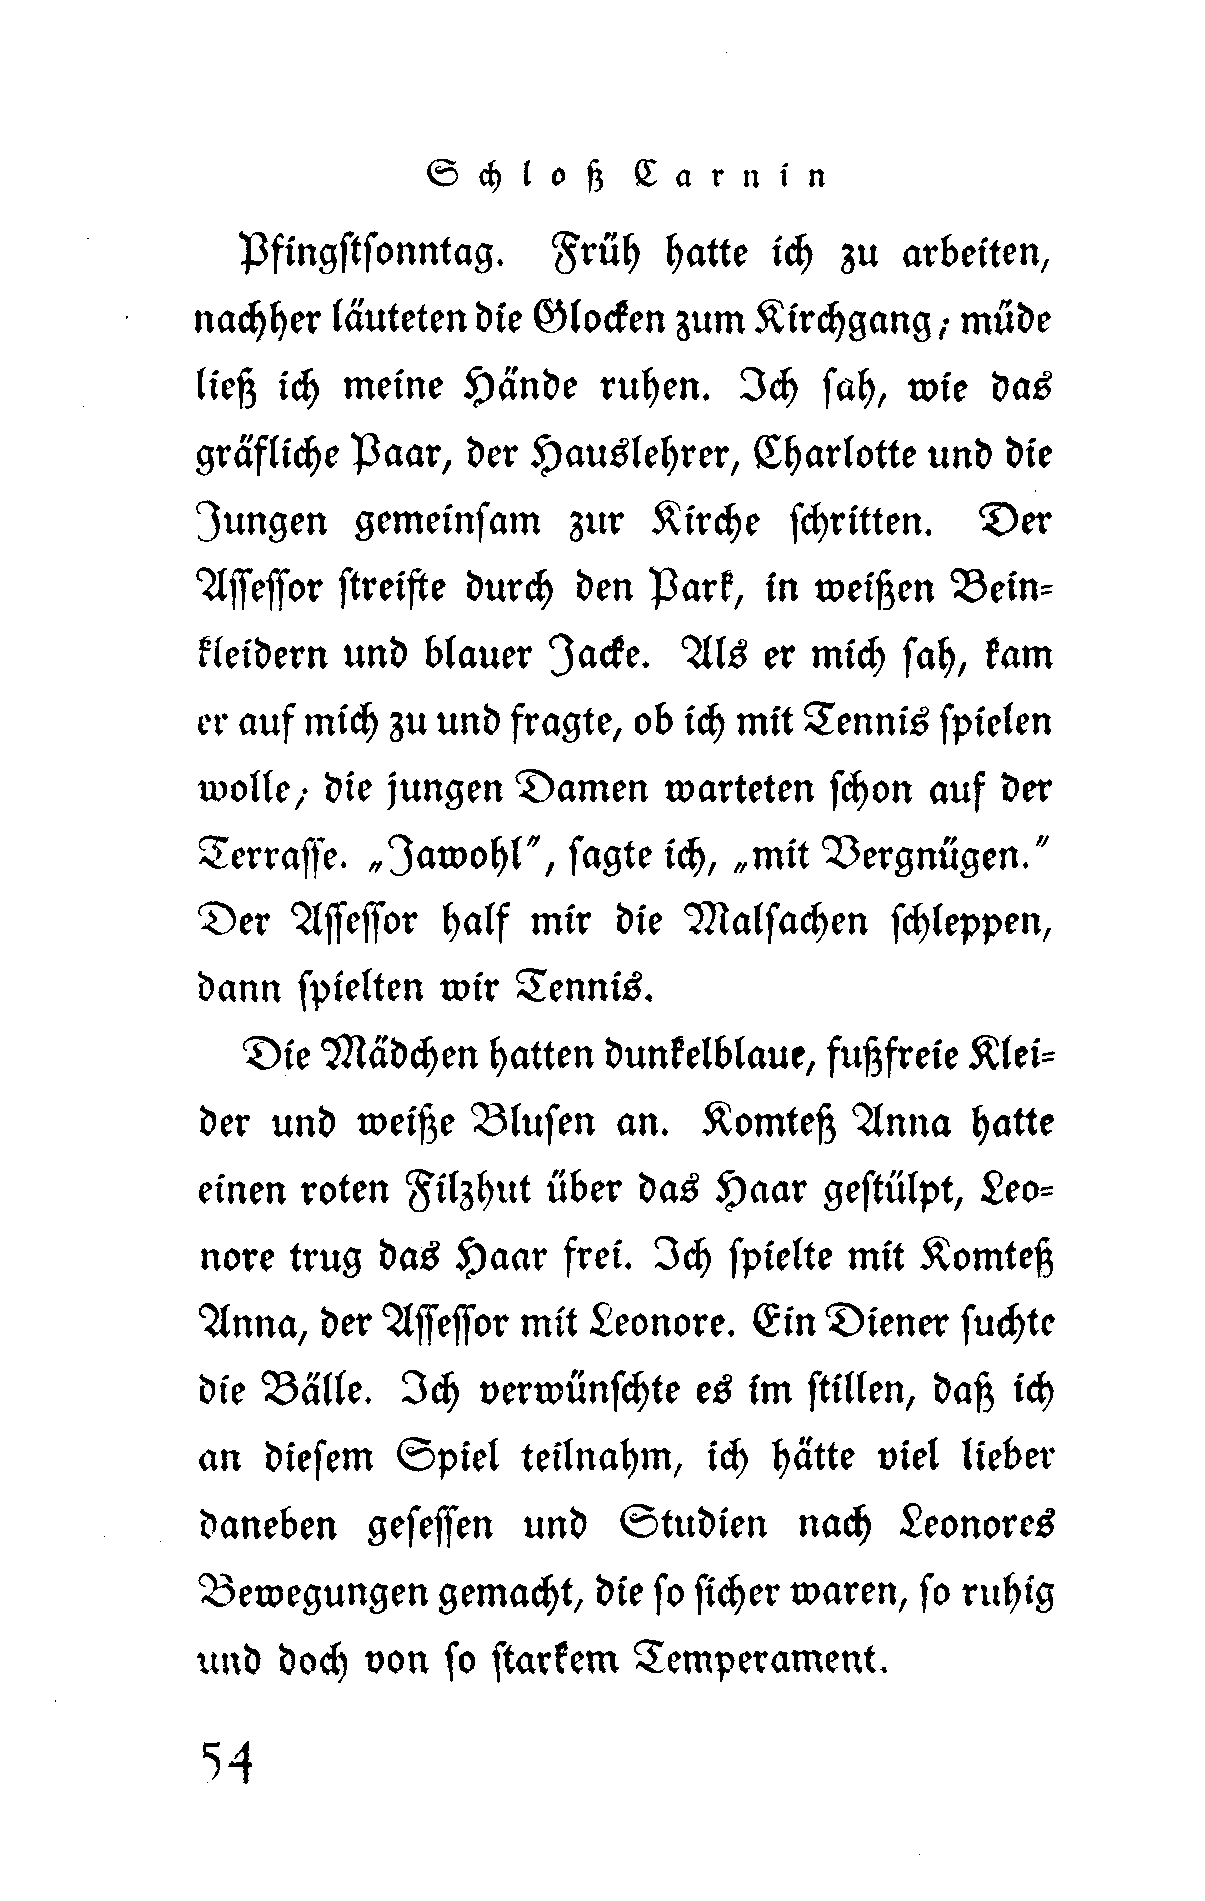 Schloß Carnin
Pfingstsonntag. Früh hatte ich zu arbeiten,
nachher läuteten die Glocken zum Kirchgang; müde
ließ ich meine Hände ruhen. Ich sah, wie das
gräfliche Paar, der Hauslehrer, Charlotte und die
Jungen gemeinsam zur Kirche schritten. Der
Assessor streifte durch den Park, in weißen Bein-
kleidern und blauer Jacke. Als er mich sah, kam
er auf mich zu und fragte, ob ich mit Tennis spielen
wolle; die jungen Damen warteten schon auf der
Terrasse. „Jawohl", sagte ich, „mit Vergnügen."
Der Assessor half mir die Malsachen schleppen,
dann spielten wir Tennis.
Die Mädchen hatten dunkelblaue, fußfreie Klei-
der und weiße Blusen an. Komteß Anna hatte
einen roten Filzhut über das Haar gestülpt, Leo-
nore trug das Haar frei. Ich spielte mit Komteß
Anna, der Assessor mit Leonore. Ein Diener suchte
die Bälle. Ich verwünschte es im stillen, daß ich
an diesem Spiel teilnahm, ich hätte viel lieber
daneben gesessen und Studien nach Leonores
Bewegungen gemacht, die so sicher waren, so ruhig
und doch von so starkem Temperament.
54